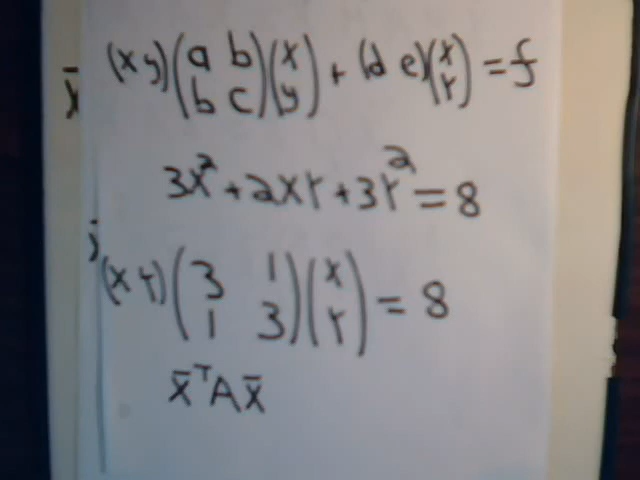 (x y)(a b b c)(x y) + (d e)(x y) = f
x̄
3x² + 2xy + 3y² = 8
(x y)(3 1 1 3)(x y) = 8
x̄ᵀAx̄